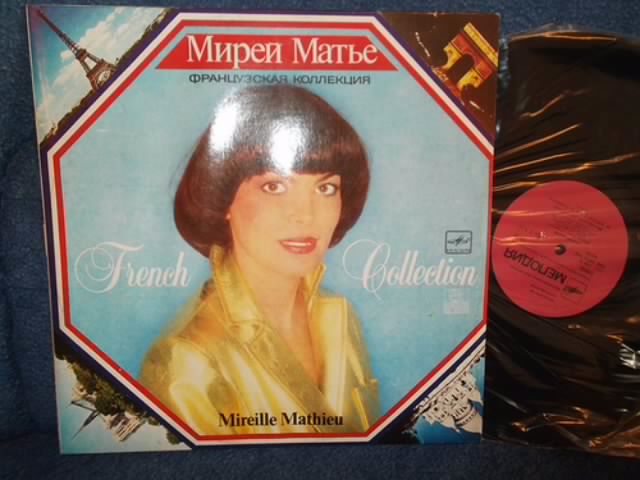 Мирей Матье
ФРАНЦУЗСКАЯ КОЛЛЕКЦИЯ
French Collection
Mireille Mathieu
МЕЛОДИЯ